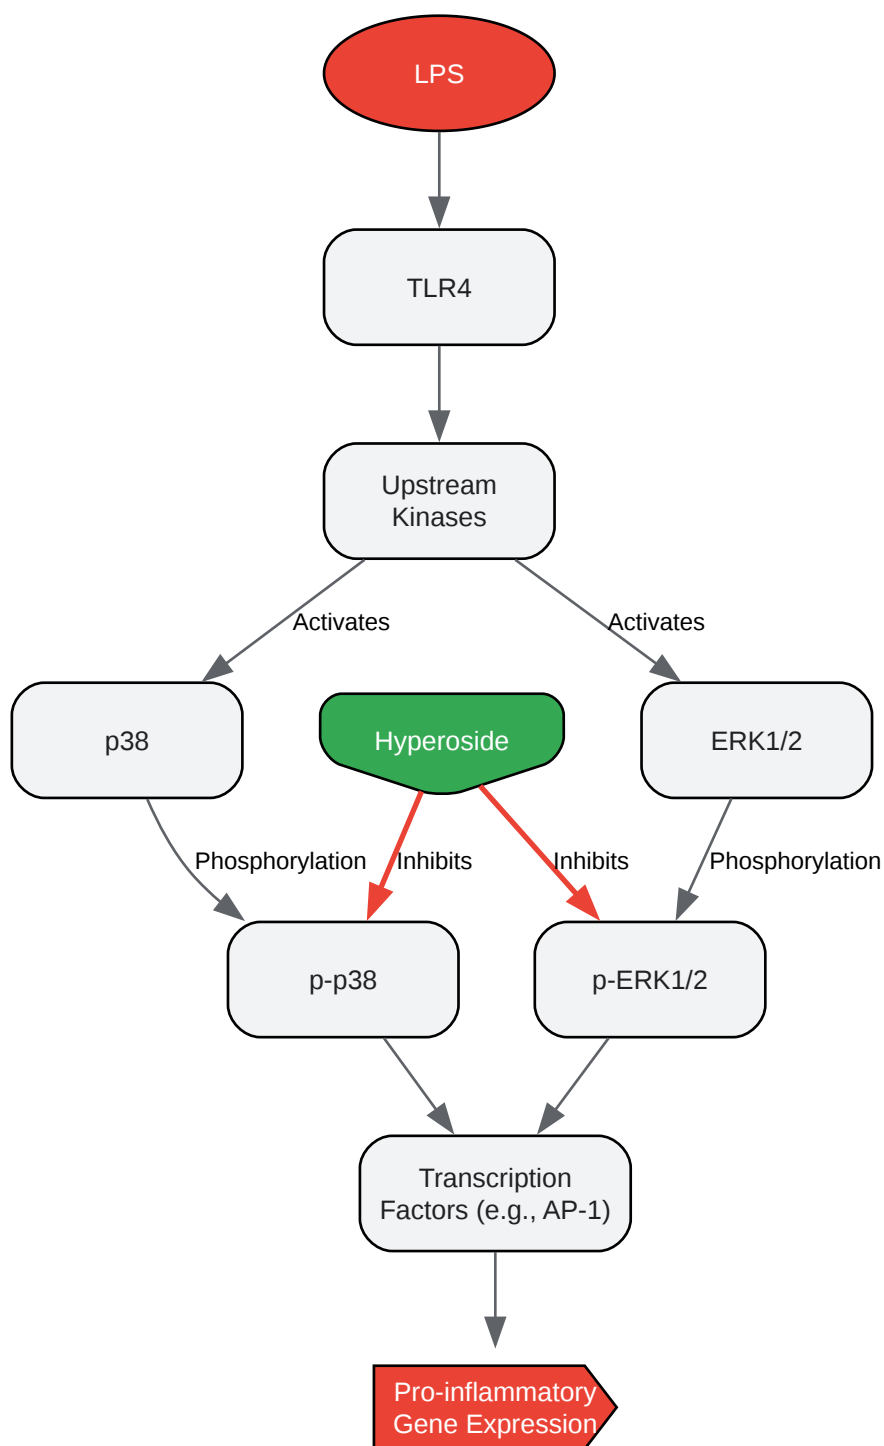 LPS
TLR4
Upstream
Kinases
Activates
Activates
p38
Hyperoside
ERK1/2
Phosphorylation
Inhibits
Inhibits
Phosphorylation
p-p38
p-ERK1/2
Transcription
Factors (e.g., AP-1)
Pro-inflammatory
Gene Expression